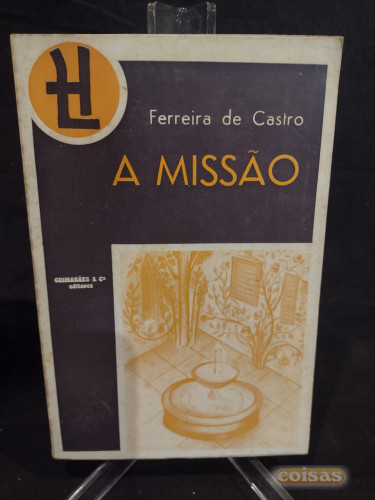 Ferreira de Castro
A MISSÃO
GUIMARÃES & Cª
editores
coisas